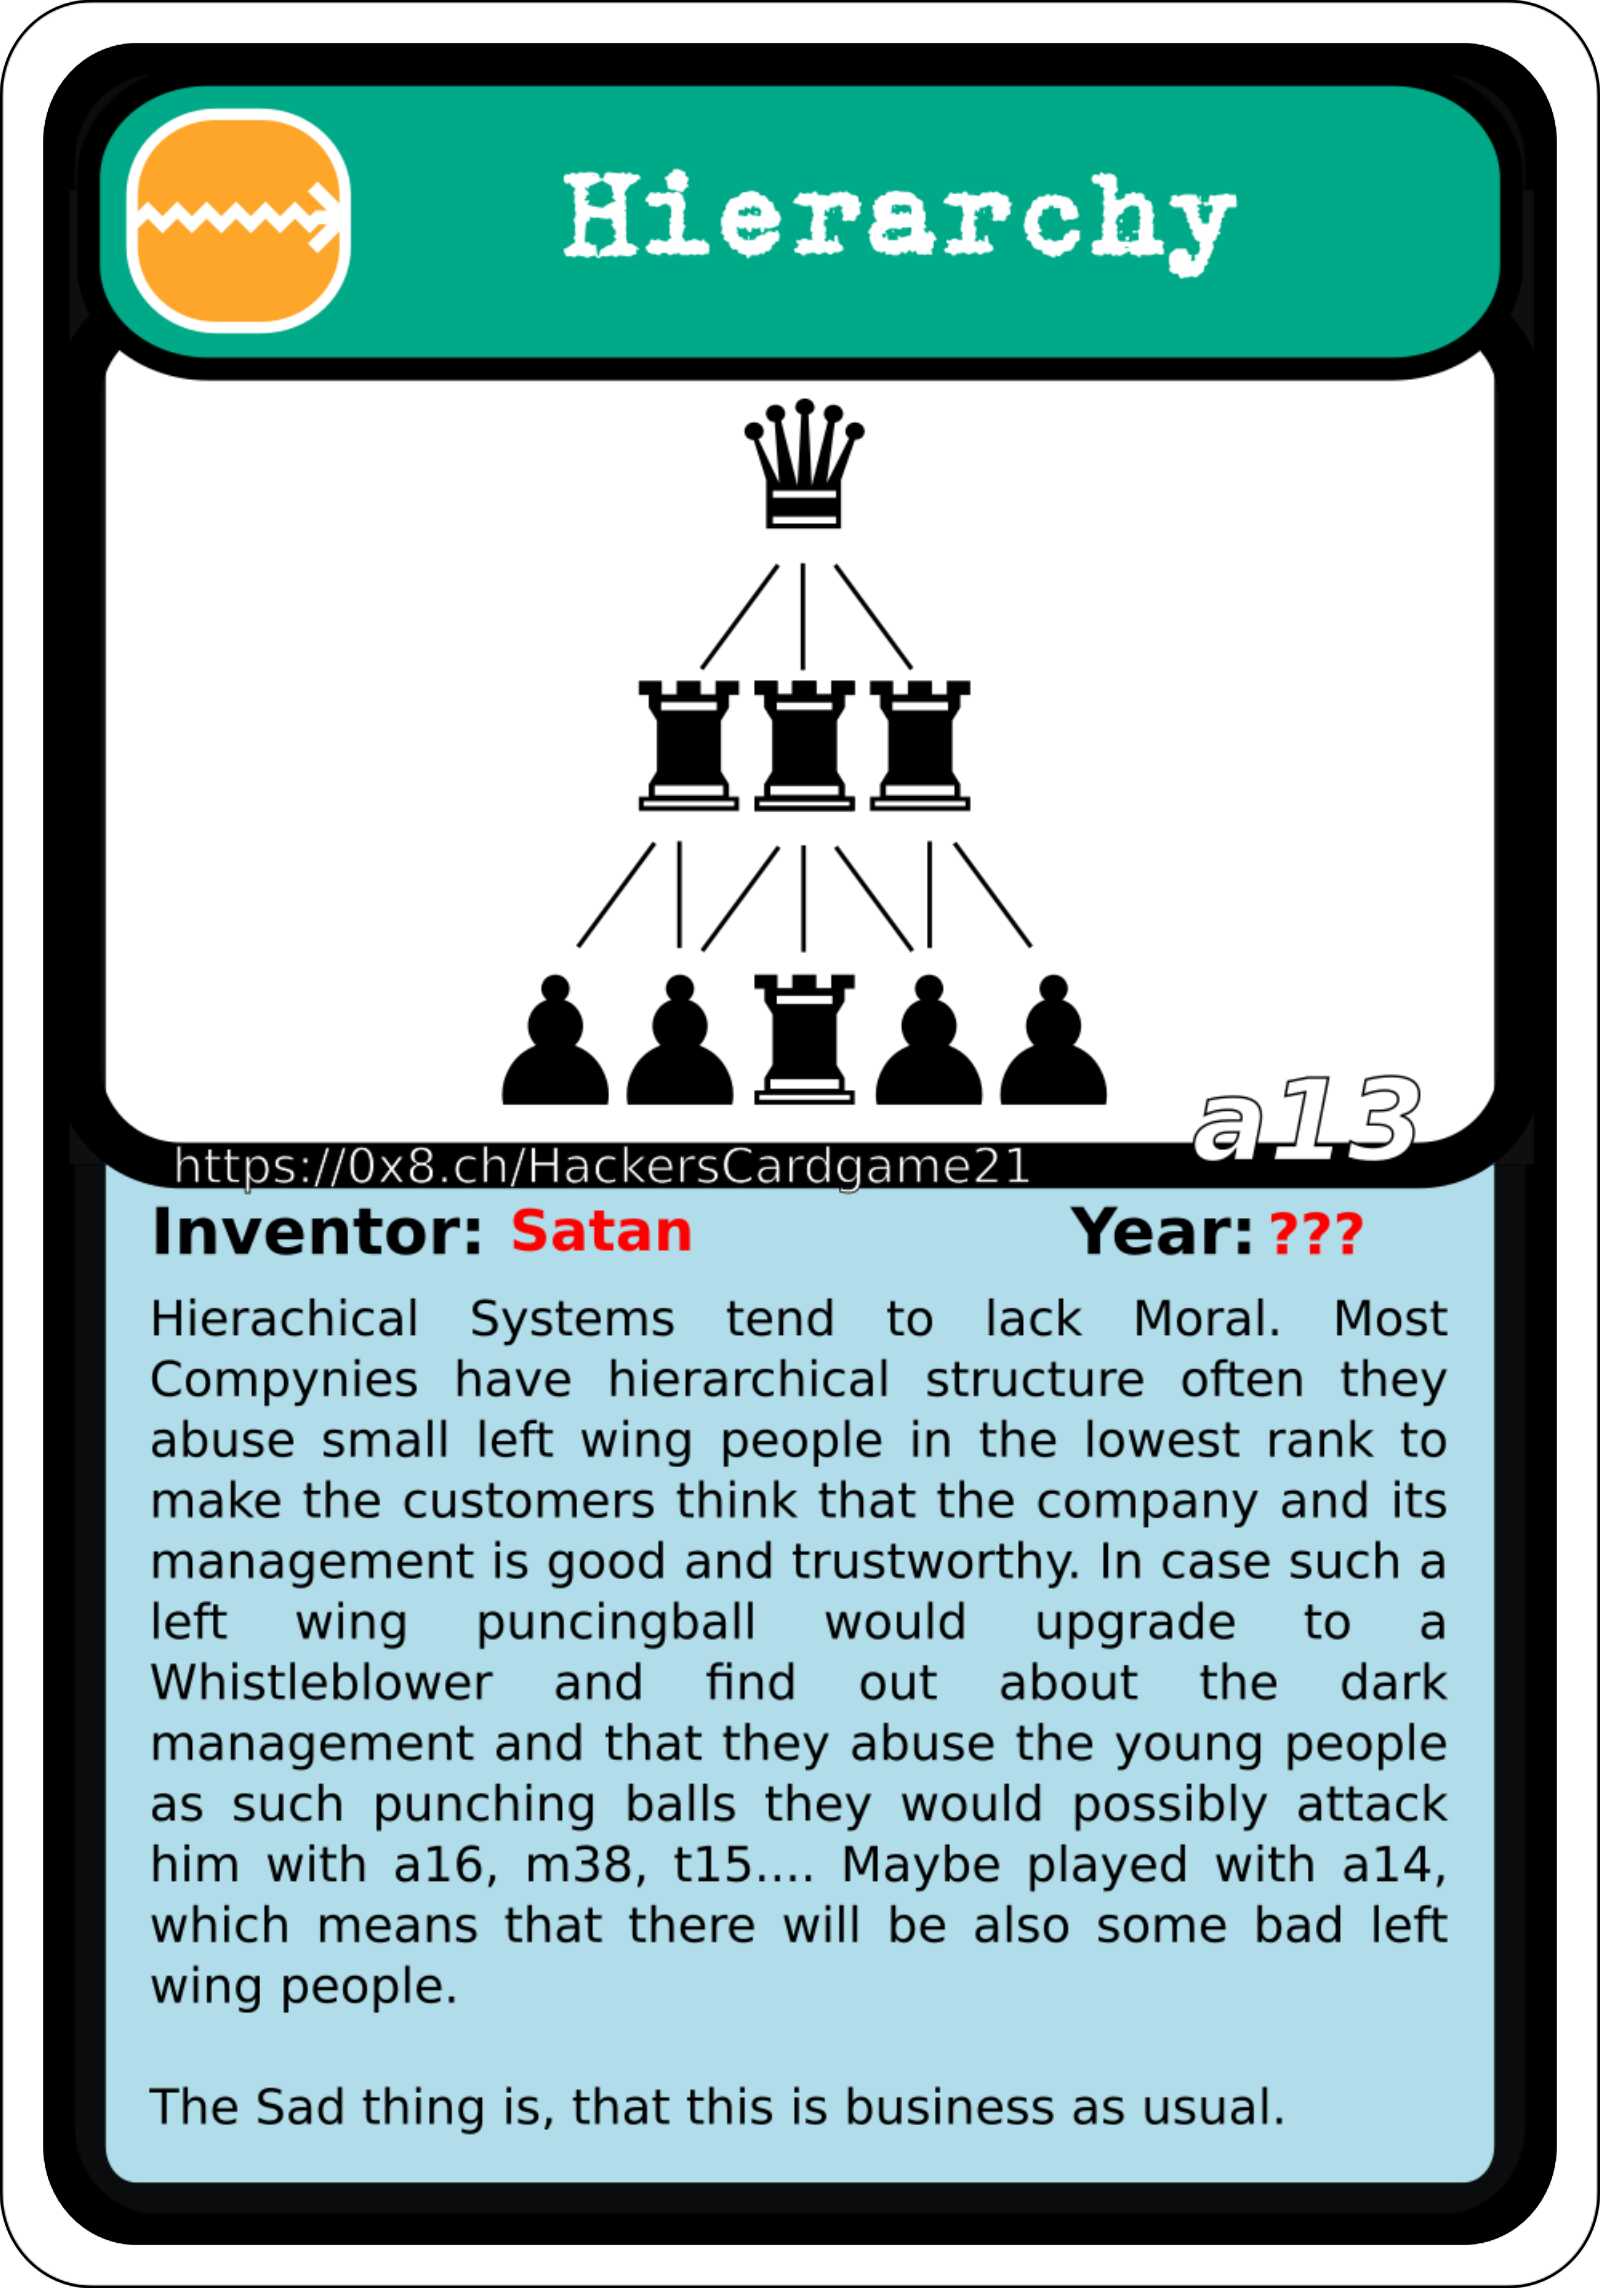 Hierarchy
a13
https://0x8.ch/HackersCardgame21
Inventor: Satan Year: ???
Hierachical Systems tend to lack Moral. Most
Compynies have hierarchical structure often they
abuse small left wing people in the lowest rank to
make the customers think that the company and its
management is good and trustworthy. In case such a
left wing puncingball would upgrade to a
Whistleblower and find out about the dark
management and that they abuse the young people
as such punching balls they would possibly attack
him with a16, m38, t15.... Maybe played with a14,
which means that there will be also some bad left
wing people.
The Sad thing is, that this is business as usual.